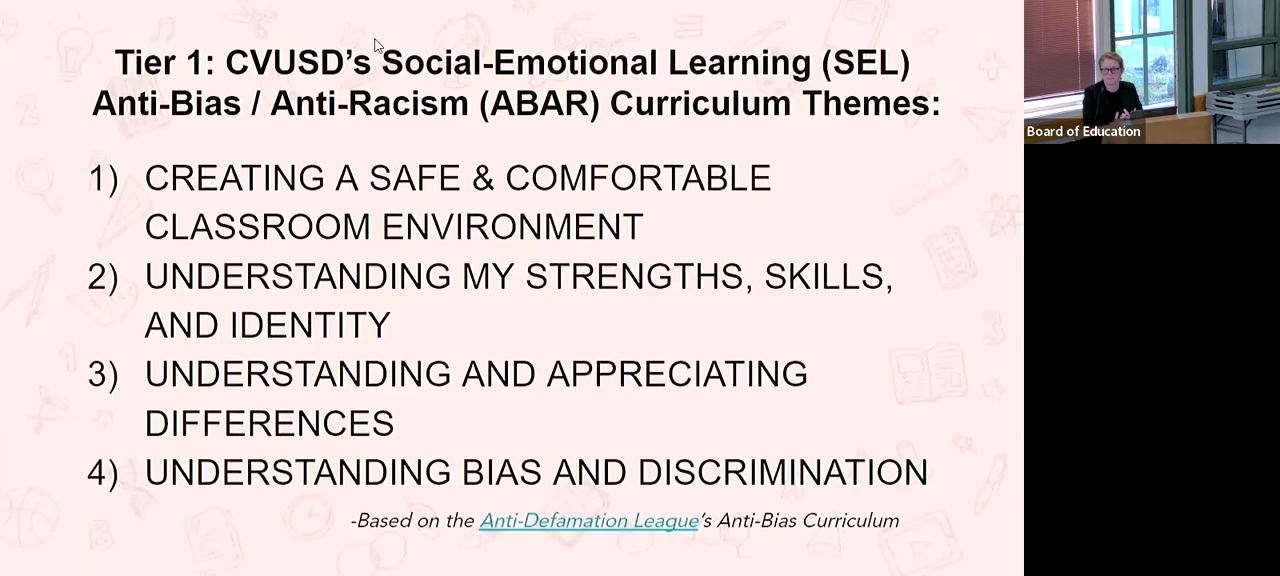 Tier 1: CVUSD's Social-Emotional Learning (SEL)
Anti-Bias / Anti-Racism (ABAR) Curriculum Themes:
1) CREATING A SAFE & COMFORTABLE
CLASSROOM ENVIRONMENT
2) UNDERSTANDING MY STRENGTHS, SKILLS,
AND IDENTITY
3) UNDERSTANDING AND APPRECIATING
DIFFERENCES
4) UNDERSTANDING BIAS AND DISCRIMINATION
-Based on the Anti-Defamation League's Anti-Bias Curriculum
Board of Education